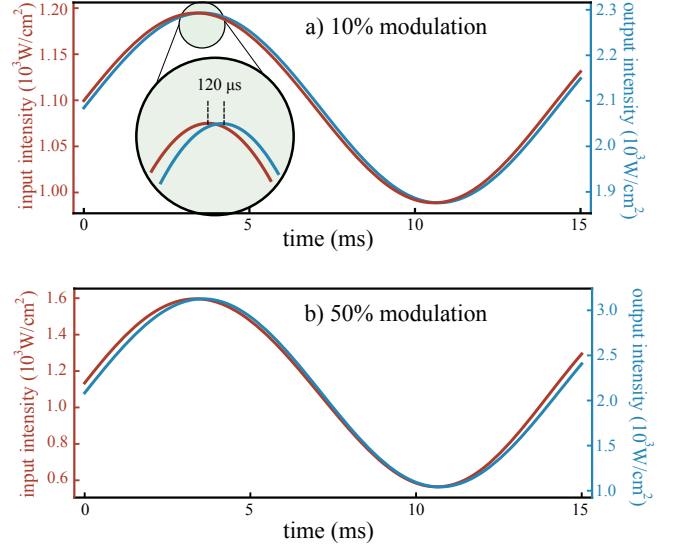 a) 10% modulation
input intensity (10³W/cm²)
1.20
1.15
1.10
1.05
1.00
120 μs
2.3
2.2
2.1
2.0
1.9
output intensity (10³W/cm²)
0 5 10 15
time (ms)
b) 50% modulation
input intensity (10³W/cm²)
1.6
1.4
1.2
1.0
0.8
0.6
3.0
2.5
2.0
1.5
1.0
output intensity (10³W/cm²)
0 5 10 15
time (ms)